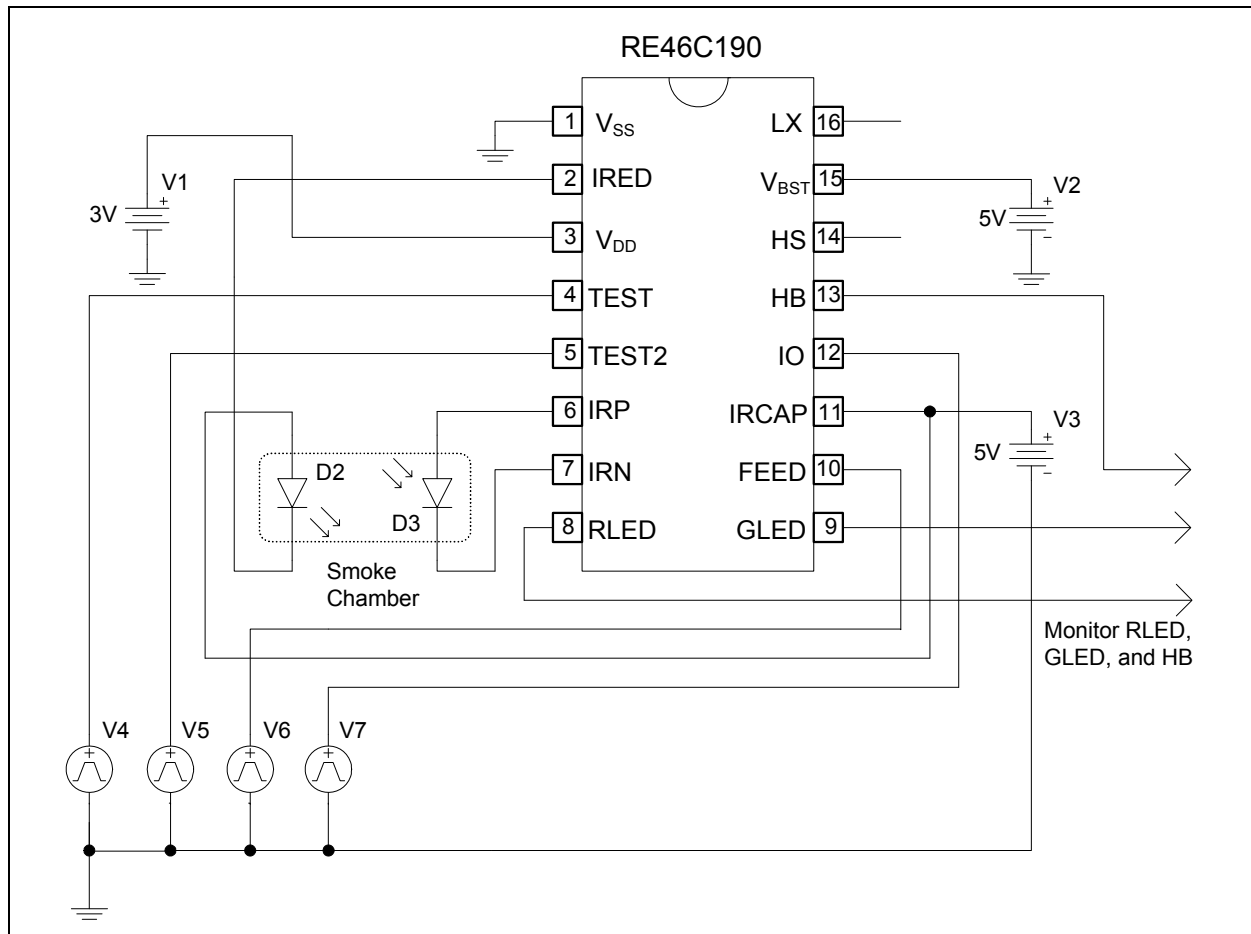 RE46C190
1 VSS
LX 16
2 IRED
VBST 15
3 VDD
HS 14
4 TEST
HB 13
5 TEST2
IO 12
6 IRP
IRCAP 11
7 IRN
FEED 10
8 RLED
GLED 9
V1
+
3V
V2
+
5V
−
V3
+
5V
−
D2
D3
Smoke
Chamber
Monitor RLED,
GLED, and HB
V4
+
V5
+
V6
+
V7
+